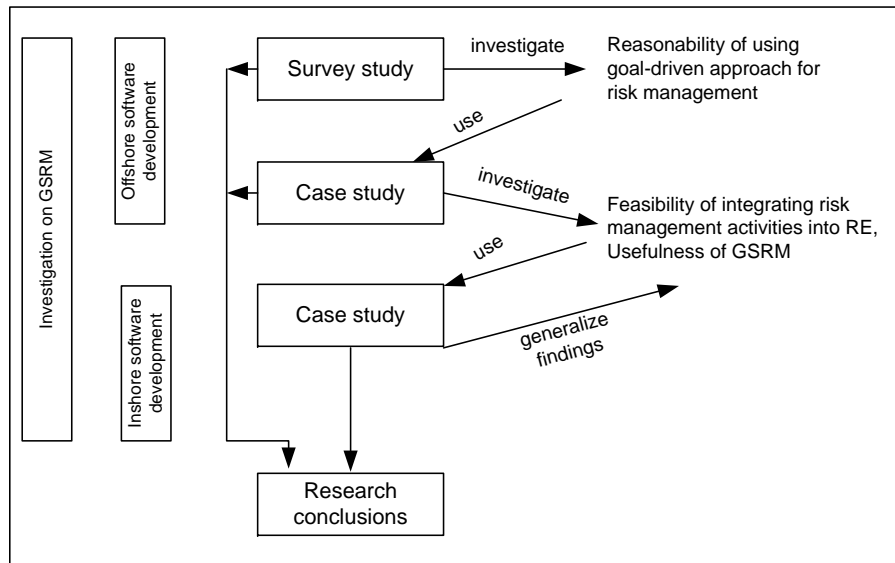 Investigation on GSRM
Offshore software
development
Inshore software
development
Survey study
investigate
Reasonability of using
goal-driven approach for
risk management
use
Case study
investigate
Feasibility of integrating risk
management activities into RE,
Usefulness of GSRM
use
Case study
generalize
findings
Research
conclusions